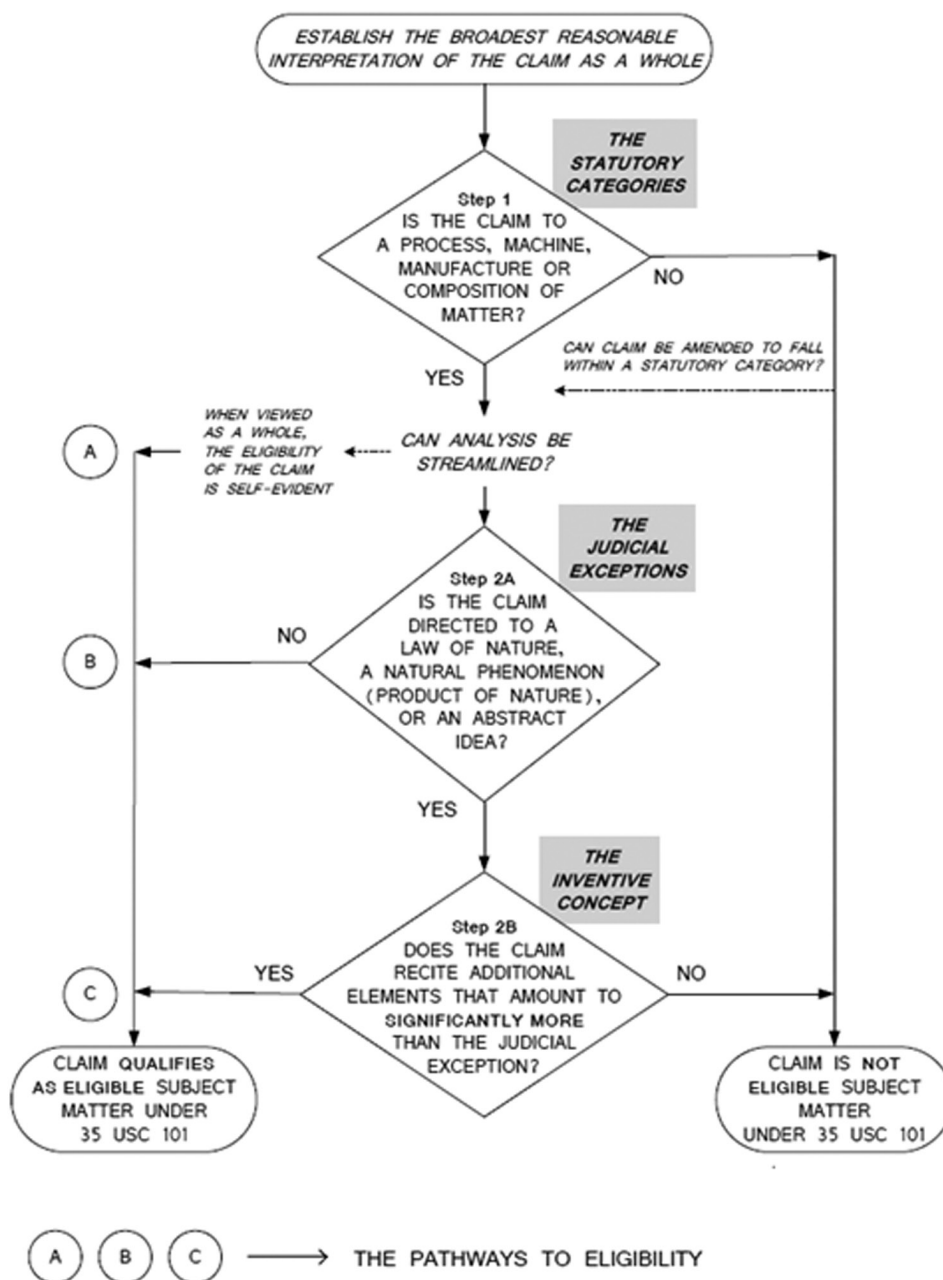 ESTABLISH THE BROADEST REASONABLE
INTERPRETATION OF THE CLAIM AS A WHOLE
THE
STATUTORY
CATEGORIES
Step 1
IS THE CLAIM TO
A PROCESS, MACHINE,
MANUFACTURE OR
COMPOSITION OF
MATTER?
NO
YES
CAN CLAIM BE AMENDED TO FALL
WITHIN A STATUTORY CATEGORY?
A
WHEN VIEWED
AS A WHOLE,
THE ELIGIBILITY
OF THE CLAIM
IS SELF-EVIDENT
CAN ANALYSIS BE
STREAMLINED?
THE
JUDICIAL
EXCEPTIONS
Step 2A
IS THE CLAIM
DIRECTED TO A
LAW OF NATURE,
A NATURAL PHENOMENON
(PRODUCT OF NATURE),
OR AN ABSTRACT
IDEA?
NO
B
YES
THE
INVENTIVE
CONCEPT
Step 2B
DOES THE CLAIM
RECITE ADDITIONAL
ELEMENTS THAT AMOUNT TO
SIGNIFICANTLY MORE
THAN THE JUDICIAL
EXCEPTION?
YES
NO
C
CLAIM QUALIFIES
AS ELIGIBLE SUBJECT
MATTER UNDER
35 USC 101
CLAIM IS NOT
ELIGIBLE SUBJECT
MATTER
UNDER 35 USC 101
A B C THE PATHWAYS TO ELIGIBILITY